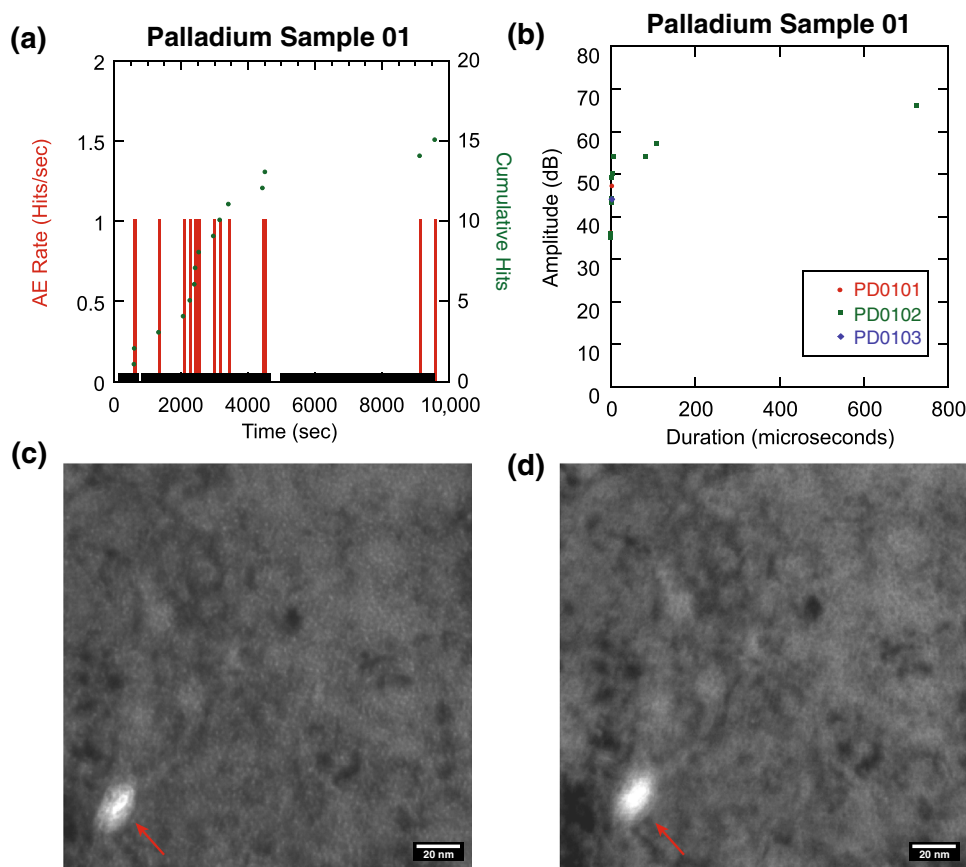 (a)
Palladium Sample 01
2
1.5
1
0.5
0
AE Rate (Hits/sec)
20
15
10
5
0
Cumulative Hits
0 2000 4000 6000 8000 10,000
Time (sec)
(b)
Palladium Sample 01
80
70
60
50
40
30
20
10
0
Amplitude (dB)
PD0101
PD0102
PD0103
0 200 400 600 800
Duration (microseconds)
(c)
20 nm
(d)
20 nm